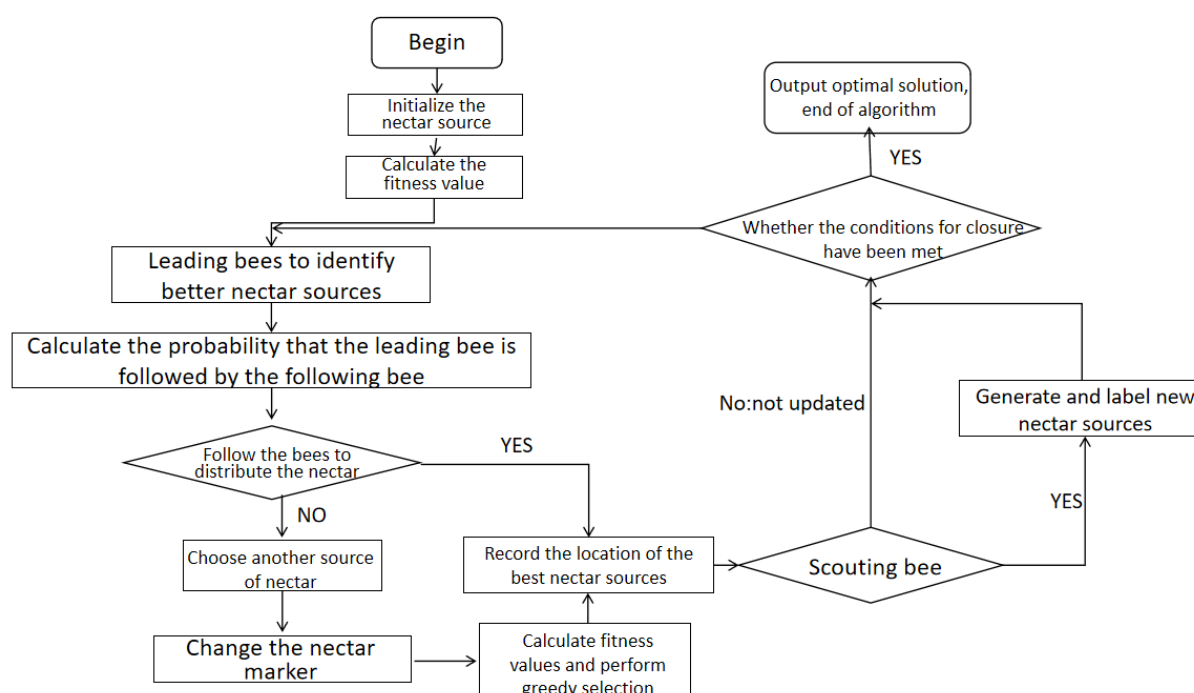 Begin
Initialize the
nectar source
Calculate the
fitness value
Leading bees to identify
better nectar sources
Calculate the probability that the leading bee is
followed by the following bee
Follow the bees to
distribute the nectar
YES
NO
Choose another source
of nectar
Change the nectar
marker
Calculate fitness
values and perform
greedy selection
Record the location of the
best nectar sources
Scouting bee
No:not updated
YES
Generate and label new
nectar sources
Whether the conditions for closure
have been met
YES
Output optimal solution,
end of algorithm